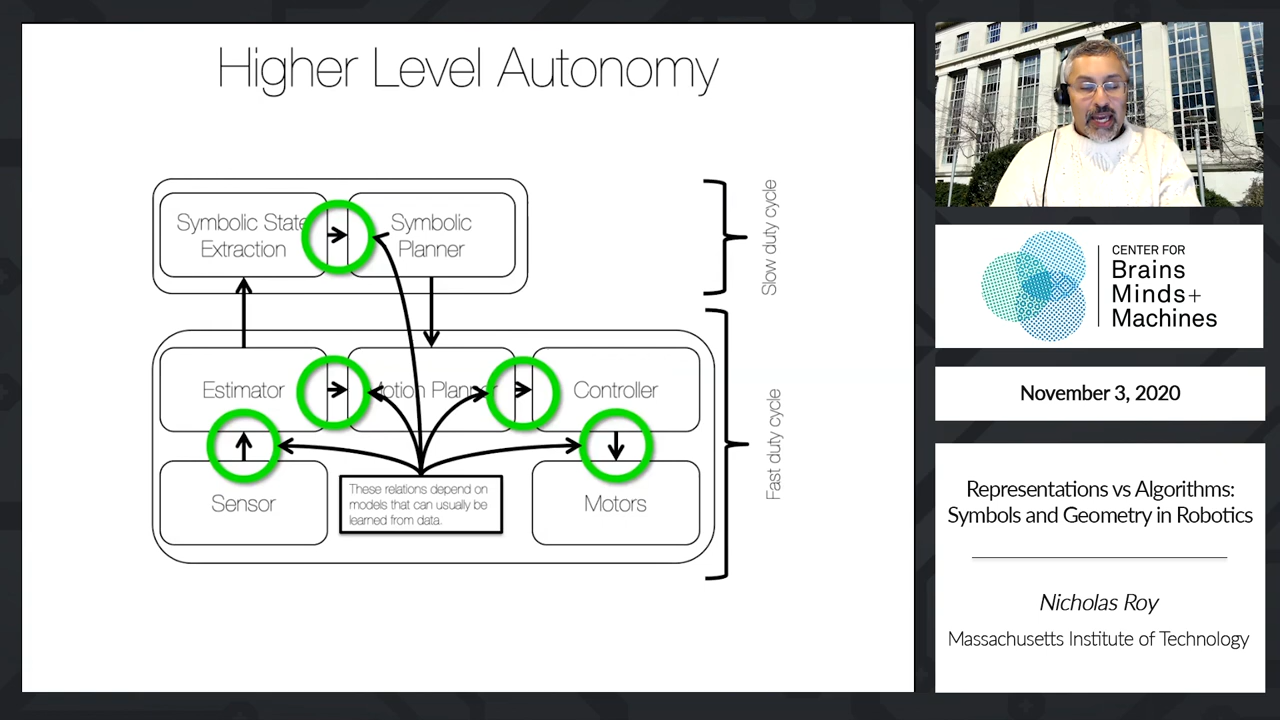 Higher Level Autonomy
Symbolic State
Extraction
Symbolic
Planner
Slow duty cycle
Estimator
Motion Planner
Controller
Sensor
These relations depend on
models that can usually be
learned from data.
Motors
Fast duty cycle
CENTER FOR
Brains
Minds+
Machines
November 3, 2020
Representations vs Algorithms:
Symbols and Geometry in Robotics
Nicholas Roy
Massachusetts Institute of Technology